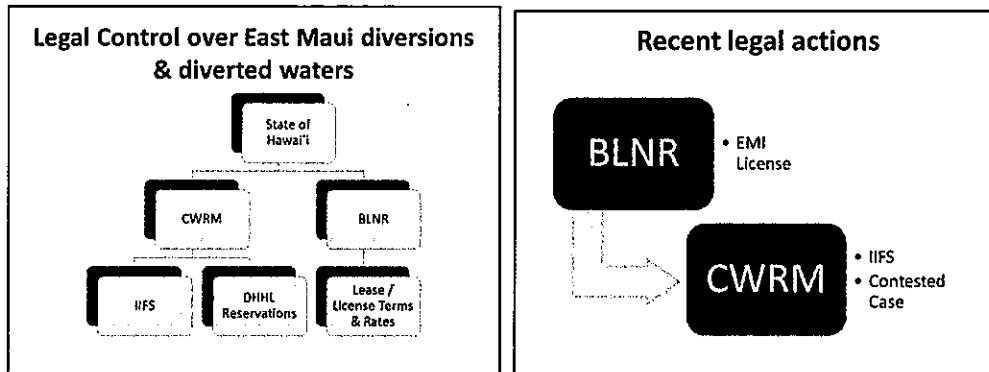 Legal Control over East Maui diversions
& diverted waters
State of
Hawai'i
CWRM
BLNR
IIFS
DHHL
Reservations
Lease /
License Terms
& Rates
Recent legal actions
BLNR
• EMI
License
CWRM
• IIFS
• Contested
Case